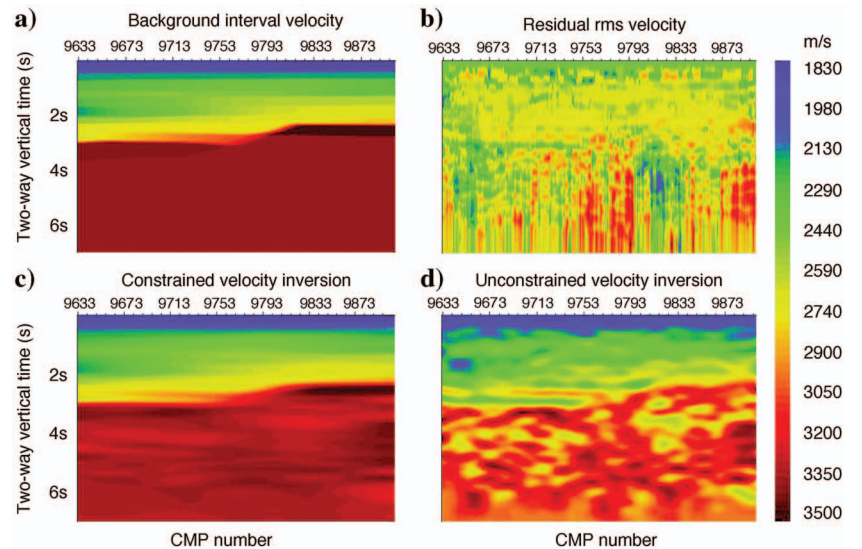 a) Background interval velocity
9633 9673 9713 9753 9793 9833 9873
Two-way vertical time (s)
2s
4s
6s
b) Residual rms velocity
9633 9673 9713 9753 9793 9833 9873
c) Constrained velocity inversion
9633 9673 9713 9753 9793 9833 9873
Two-way vertical time (s)
2s
4s
6s
CMP number
d) Unconstrained velocity inversion
9633 9673 9713 9753 9793 9833 9873
CMP number
m/s
1830
1980
2130
2290
2440
2590
2740
2900
3050
3200
3350
3500